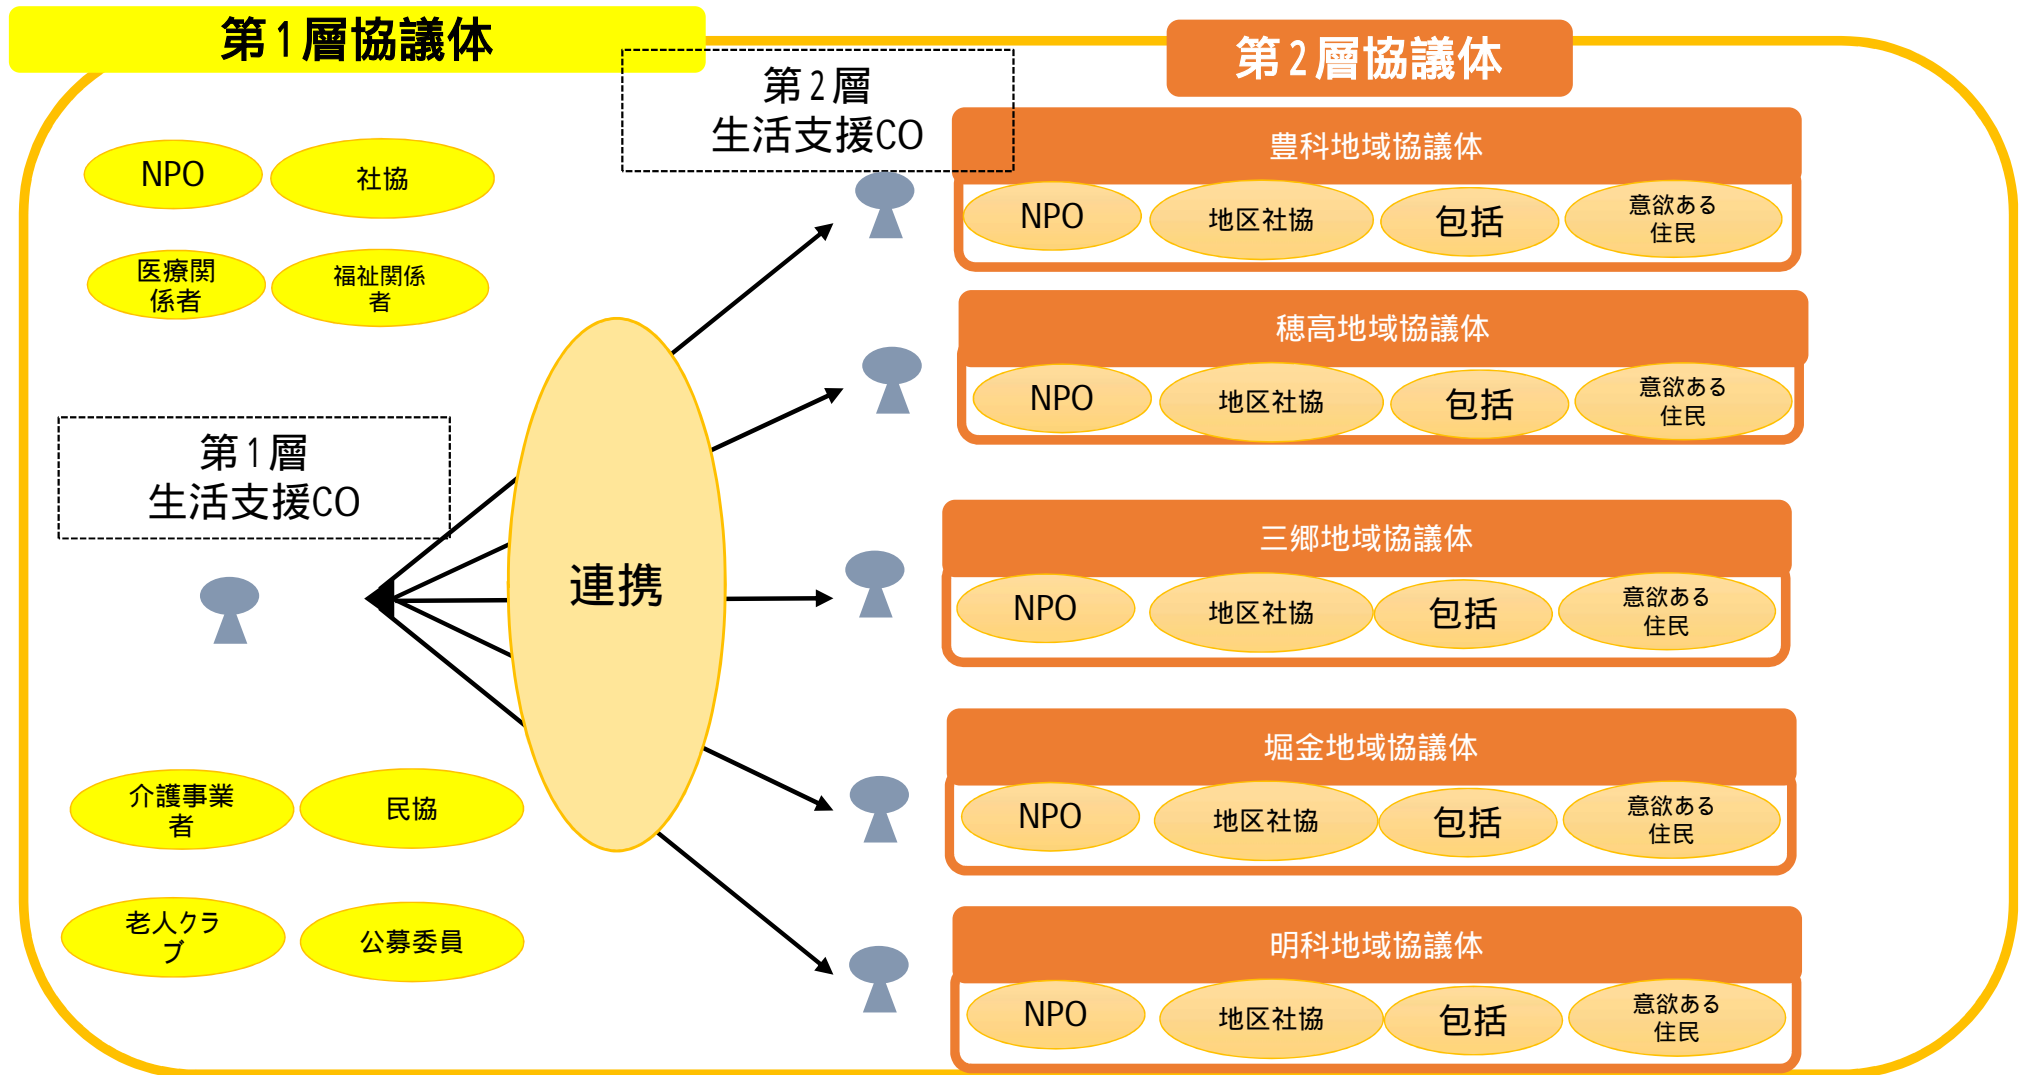 第1層協議体
第2層協議体
第2層
生活支援CO
NPO
社協
医療関
係者
福祉関係
者
第1層
生活支援CO
連携
介護事業
者
民協
老人クラ
ブ
公募委員
豊科地域協議体
NPO
地区社協
包括
意欲ある
住民
穂高地域協議体
NPO
地区社協
包括
意欲ある
住民
三郷地域協議体
NPO
地区社協
包括
意欲ある
住民
堀金地域協議体
NPO
地区社協
包括
意欲ある
住民
明科地域協議体
NPO
地区社協
包括
意欲ある
住民